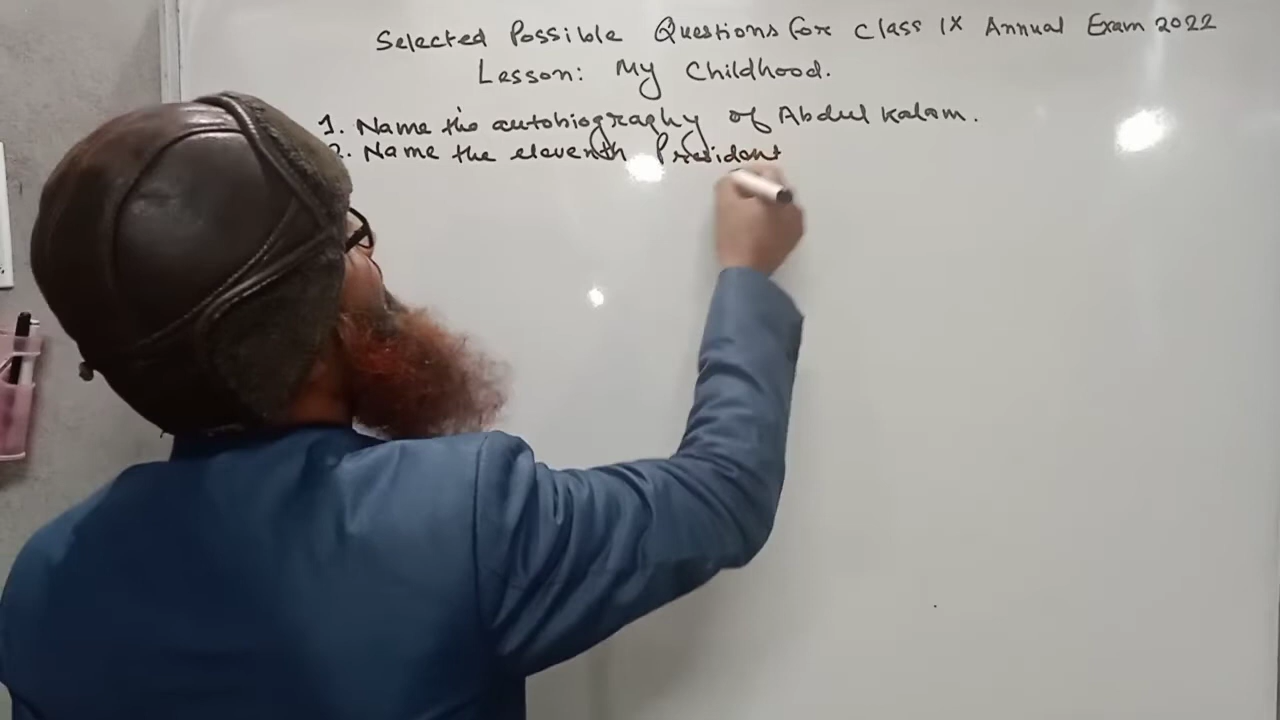 Selected Possible Questions for class IX Annual Exam 2022
Lesson: My Childhood.
1. Name the autobiography of Abdul Kalam.
2. Name the eleventh President